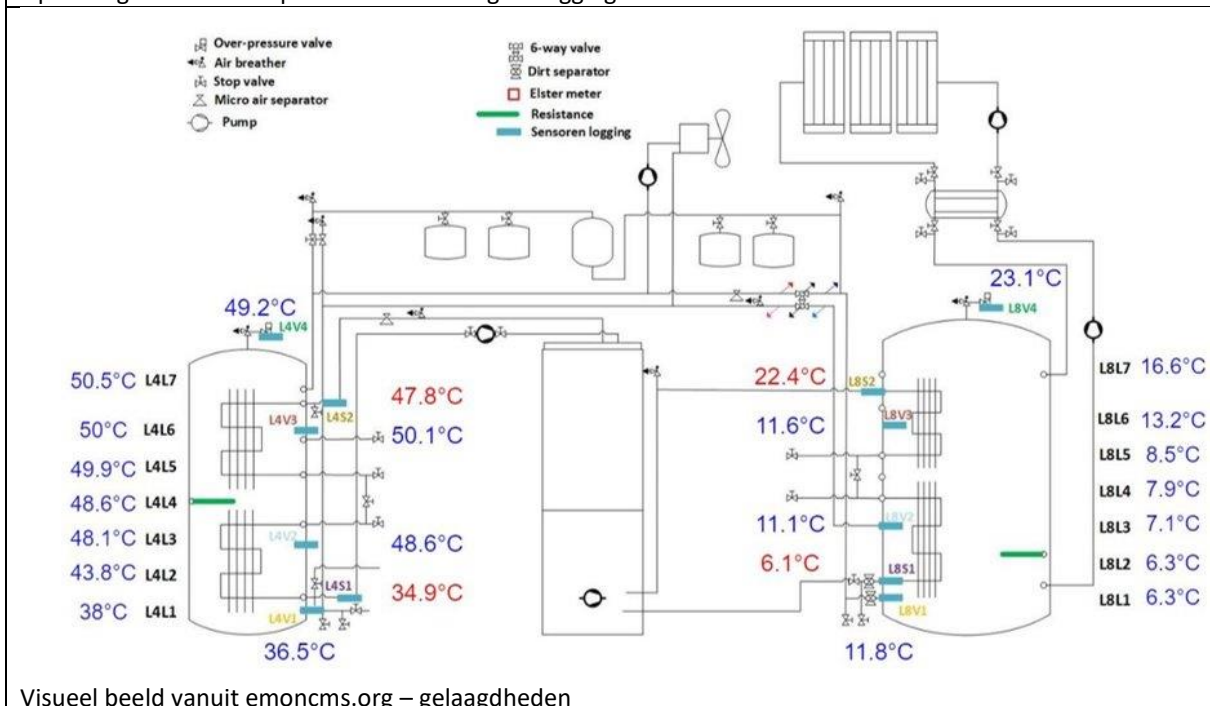 Over-pressure valve
Air breather
Stop valve
Micro air separator
Pump
6-way valve
Dirt separator
Elster meter
Resistance
Sensoren logging
49.2°C
L4V4
50.5°C L4L7
50°C L4L6
49.9°C L4L5
48.6°C L4L4
48.1°C L4L3
43.8°C L4L2
38°C L4L1
L4V3
L4S2
47.8°C
50.1°C
L4V2
48.6°C
L4S1
34.9°C
L4V1
36.5°C
23.1°C
L8V4
22.4°C
L8S2
11.6°C
L8V3
11.1°C
L8V2
6.1°C
L8S1
L8V1
11.8°C
L8L7 16.6°C
L8L6 13.2°C
L8L5 8.5°C
L8L4 7.9°C
L8L3 7.1°C
L8L2 6.3°C
L8L1 6.3°C
Visueel beeld vanuit emoncms.org – gelaagdheden